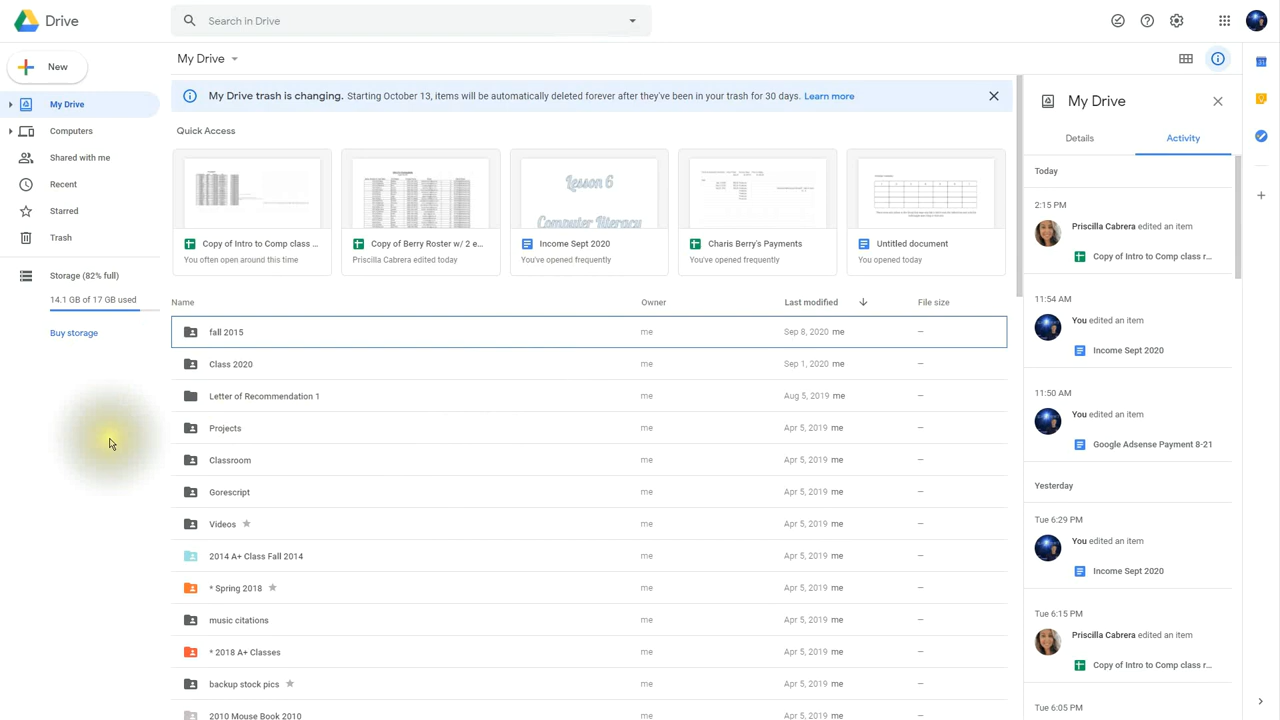 Drive
Search in Drive
New
My Drive
Computers
Shared with me
Recent
Starred
Trash
Storage (82% full)
14.1 GB of 17 GB used
Buy storage
My Drive
My Drive trash is changing. Starting October 13, items will be automatically deleted forever after they've been in your trash for 30 days. Learn more
Quick Access
Lesson 6
Computer literacy
Copy of Intro to Comp class ...
You often open around this time
Copy of Berry Roster w/ 2 e...
Priscilla Cabrera edited today
Income Sept 2020
You've opened frequently
Charis Berry's Payments
You've opened frequently
Untitled document
You opened today
Name Owner Last modified File size
fall 2015 me Sep 8, 2020 me —
Class 2020 me Sep 1, 2020 me —
Letter of Recommendation 1 me Aug 5, 2019 me —
Projects me Apr 5, 2019 me —
Classroom me Apr 5, 2019 me —
Gorescript me Apr 5, 2019 me —
Videos me Apr 5, 2019 me —
2014 A+ Class Fall 2014 me Apr 5, 2019 me —
* Spring 2018 me Apr 5, 2019 me —
music citations me Apr 5, 2019 me —
* 2018 A+ Classes me Apr 5, 2019 me —
backup stock pics me Apr 5, 2019 me —
2010 Mouse Book 2010 me Apr 5, 2019 me —
My Drive
Details Activity
Today
2:15 PM
Priscilla Cabrera edited an item
Copy of Intro to Comp class r...
11:54 AM
You edited an item
Income Sept 2020
11:50 AM
You edited an item
Google Adsense Payment 8-21
Yesterday
Tue 6:29 PM
You edited an item
Income Sept 2020
Tue 6:15 PM
Priscilla Cabrera edited an item
Copy of Intro to Comp class r...
Tue 6:05 PM